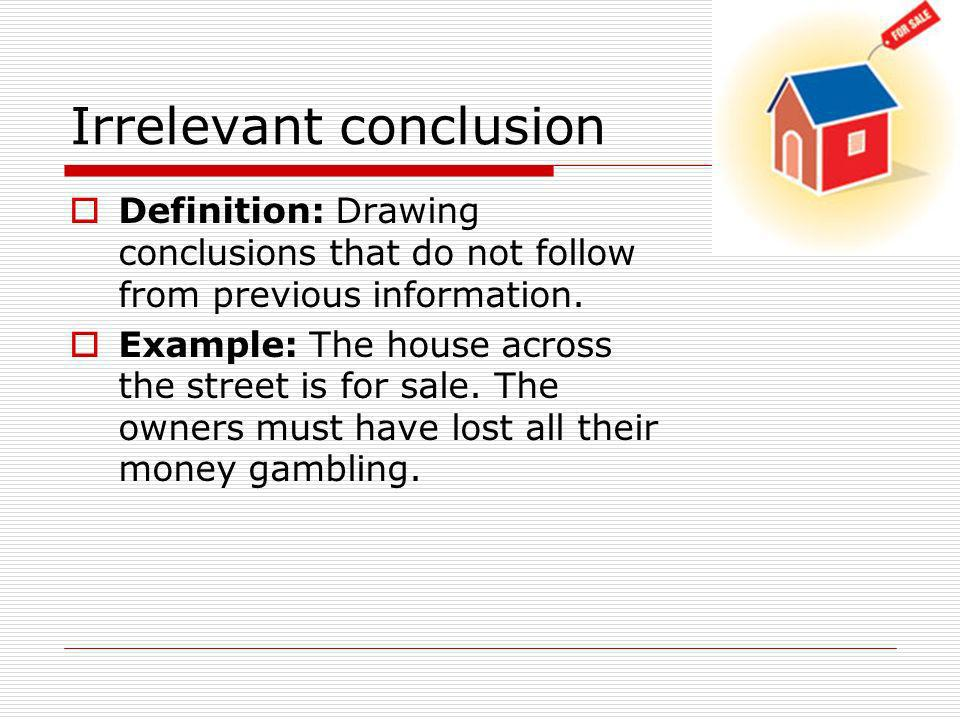 FOR SALE
Irrelevant conclusion
Definition: Drawing
conclusions that do not follow
from previous information.
Example: The house across
the street is for sale. The
owners must have lost all their
money gambling.